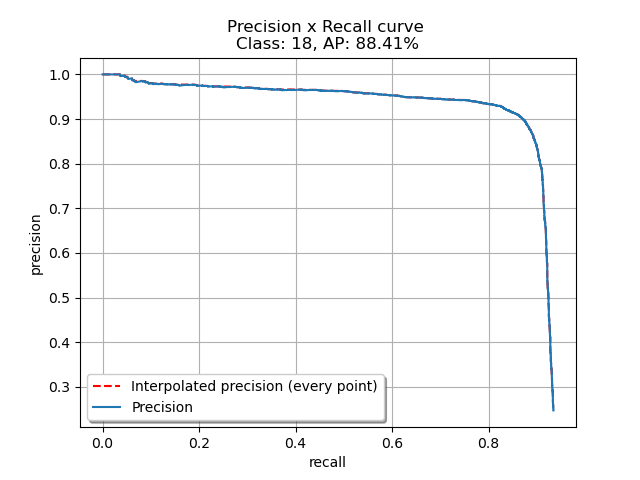 Precision x Recall curve
Class: 18, AP: 88.41%
1.0
0.9
0.8
0.7
0.6
0.5
0.4
0.3
precision
Interpolated precision (every point)
Precision
0.0 0.2 0.4 0.6 0.8
recall